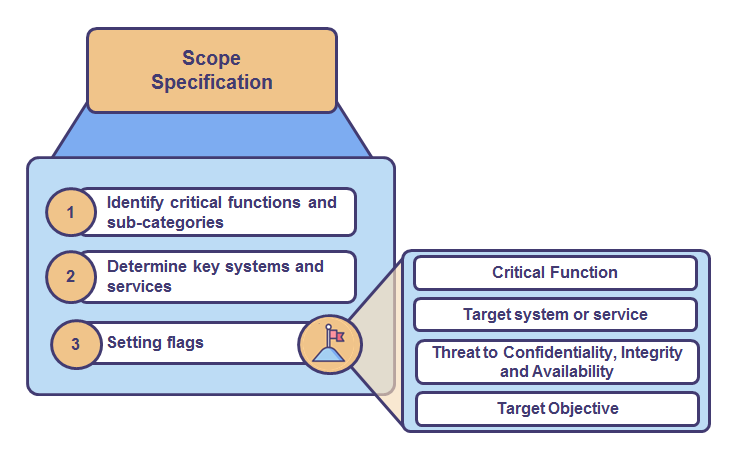 Scope
Specification
1
Identify critical functions and
sub-categories
2
Determine key systems and
services
3
Setting flags
Critical Function
Target system or service
Threat to Confidentiality, Integrity
and Availability
Target Objective